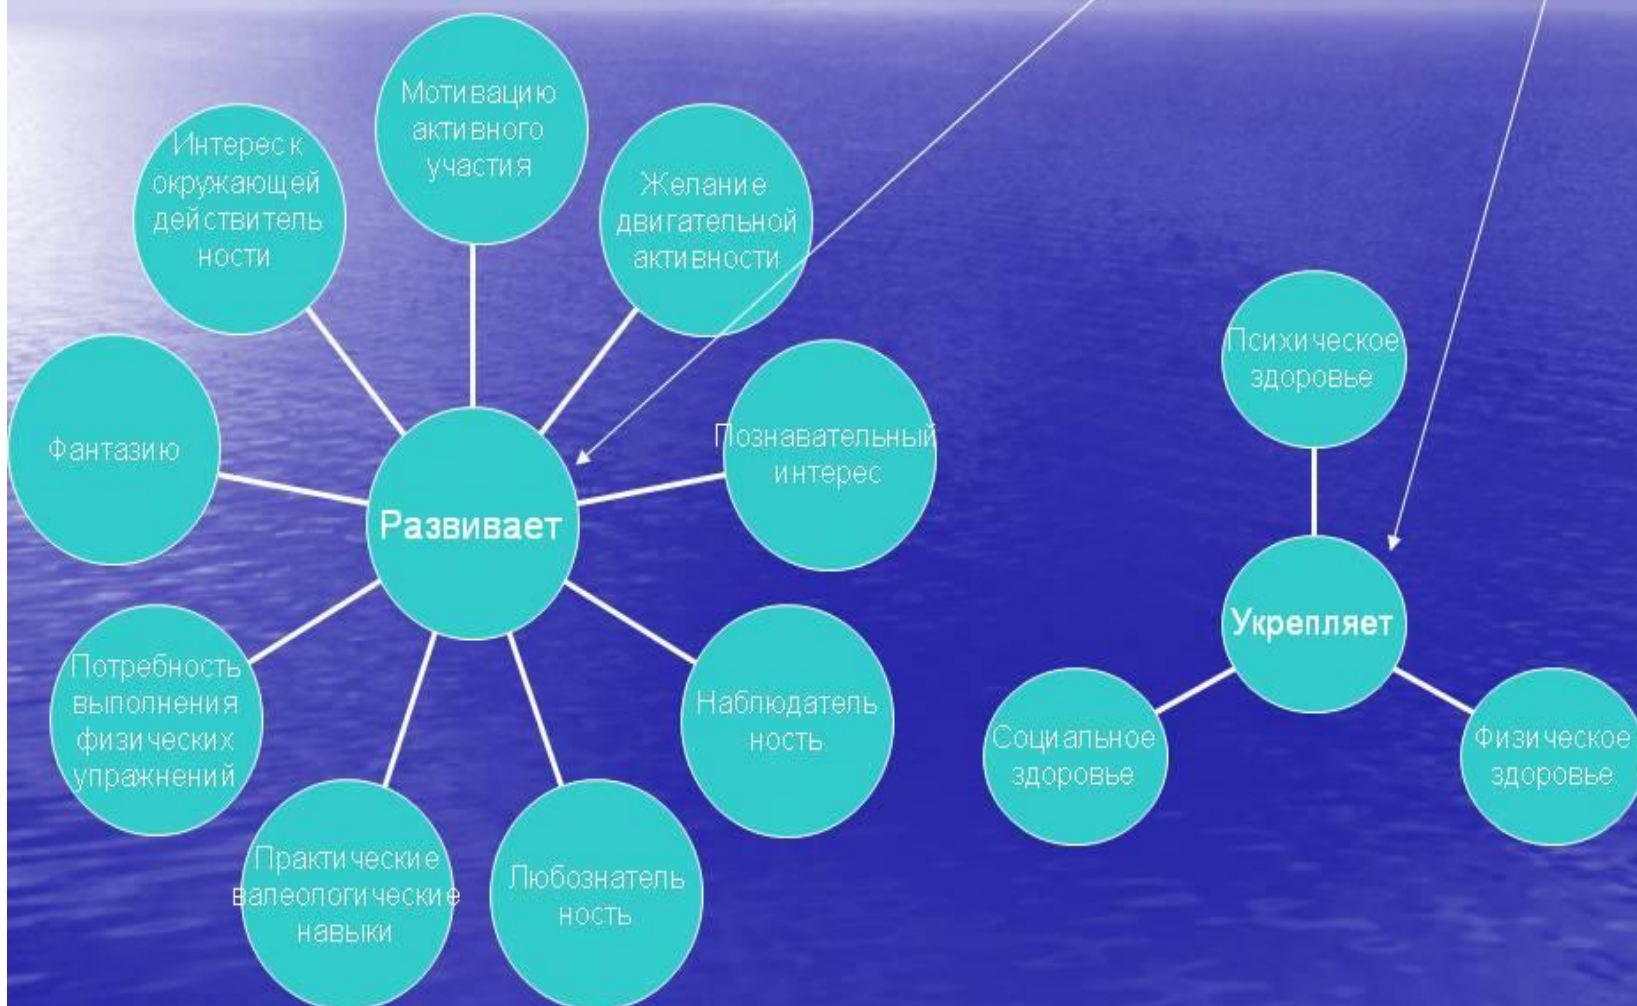 Мотивацию
активного
участия
Интерес к
окружающей
действитель
ности
Желание
двигательной
активности
Фантазию
Познавательный
интерес
Развивает
Потребность
выполнения
физических
упражнений
Наблюдатель
ность
Практические
валеологические
навыки
Любознатель
ность
Психическое
здоровье
Укрепляет
Социальное
здоровье
Физическое
здоровье